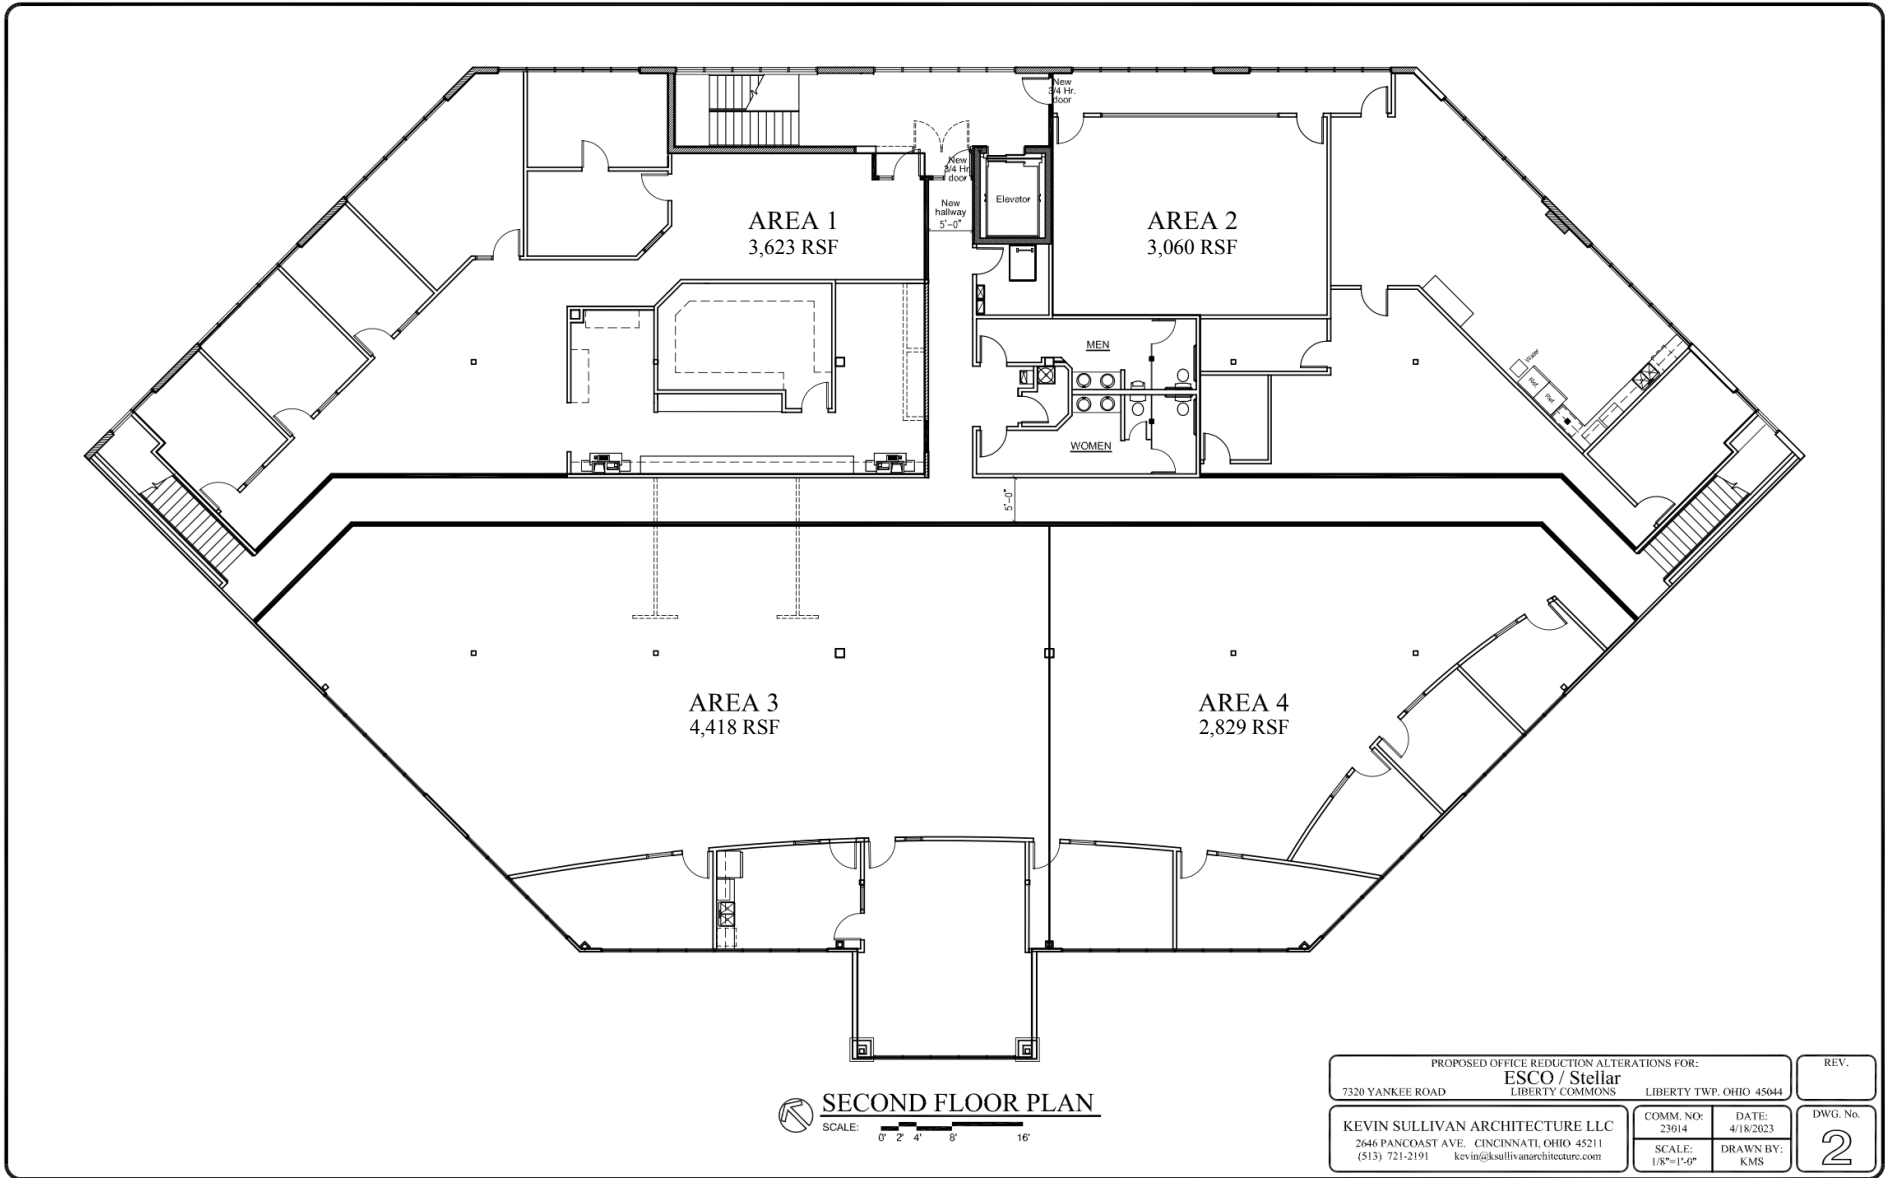 New
3/4 Hr.
door
New
3/4 Hr.
door
Elevator
New
hallway
5'-0"
AREA 1
3,623 RSF
AREA 2
3,060 RSF
MEN
WOMEN
Water
Ref.
Ref.
5'-0"
AREA 3
4,418 RSF
AREA 4
2,829 RSF
SECOND FLOOR PLAN
SCALE:
0' 2' 4' 8' 16'
PROPOSED OFFICE REDUCTION ALTERATIONS FOR:
ESCO / Stellar
7320 YANKEE ROAD LIBERTY COMMONS LIBERTY TWP. OHIO 45044
REV.
KEVIN SULLIVAN ARCHITECTURE LLC
2646 PANCOAST AVE. CINCINNATI, OHIO 45211
(513) 721-2191 kevin@ksullivanarchitecture.com
COMM. NO:
23014
DATE:
4/18/2023
SCALE:
1/8"=1'-0"
DRAWN BY:
KMS
DWG. No.
2